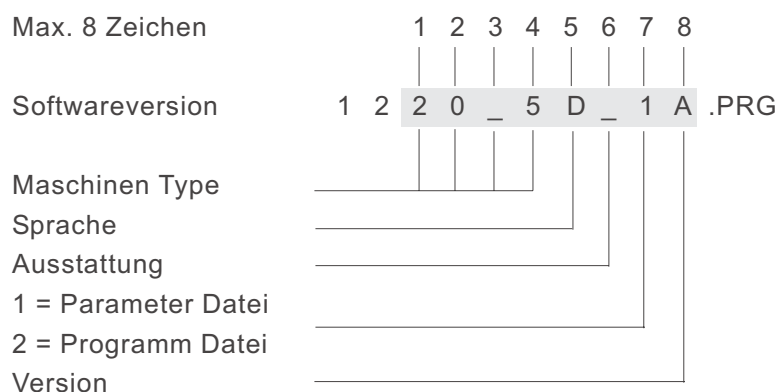 Max. 8 Zeichen 1 2 3 4 5 6 7 8
Softwareversion 1 2 2 0 _ 5 D _ 1 A .PRG
Maschinen Type
Sprache
Ausstattung
1 = Parameter Datei
2 = Programm Datei
Version